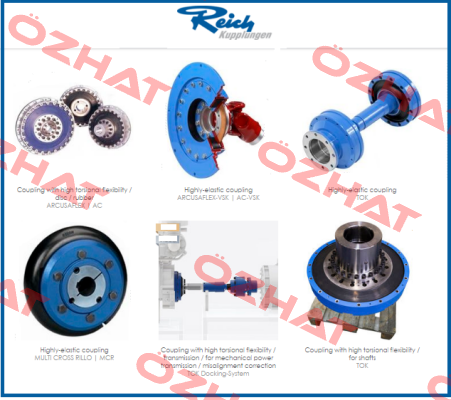 Reich
Kupplungen
ÖZHAT
ÖZHAT
ÖZHAT
ÖZHAT
ÖZHAT
ÖZHAT
Coupling with high torsional flexibility /
disc / rubber
ARCUSAFLEX | AC
Highly-elastic coupling
ARCUSAFLEX-VSK | AC-VSK
Highly-elastic coupling
TOK
Highly-elastic coupling
MULTI CROSS RILLO | MCR
Coupling with high torsional flexibility /
transmission / for mechanical power
transmission / misalignment correction
TOK Docking-System
Coupling with high torsional flexibility /
for shafts
TOK